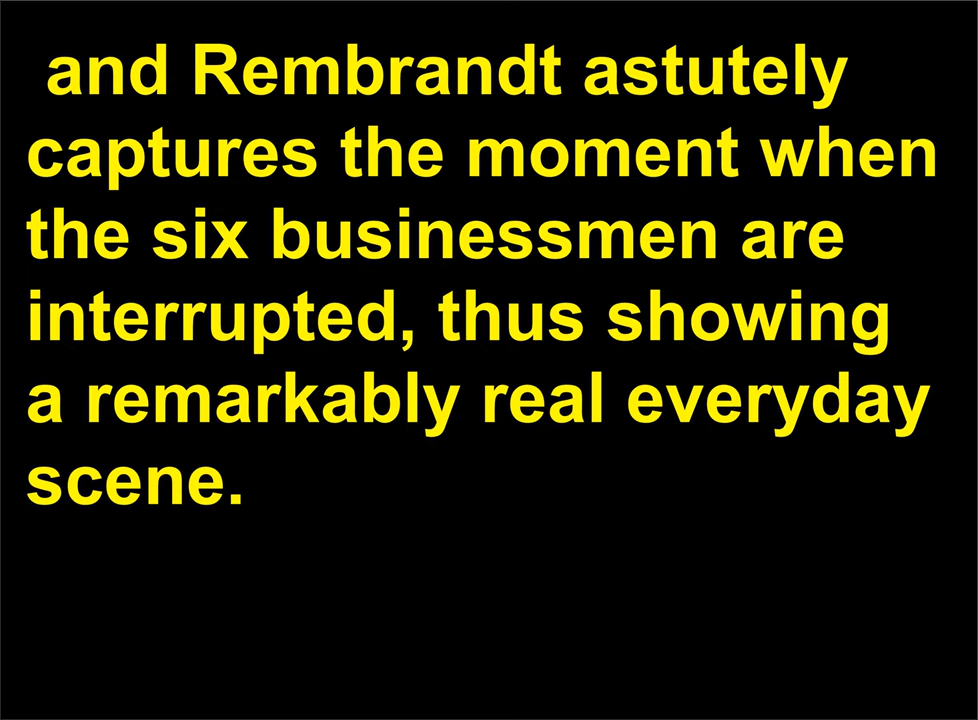 and Rembrandt astutely
captures the moment when
the six businessmen are
interrupted, thus showing
a remarkably real everyday
scene.